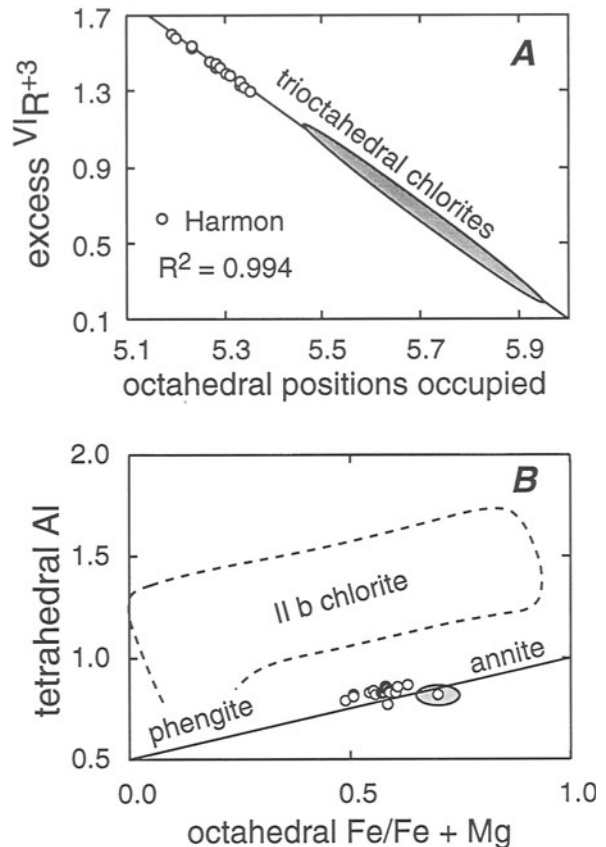 1.7
1.3
0.9
0.5
0.1
excess VIR+3
A
trioctahedral chlorites
Harmon
R2 = 0.994
5.1 5.3 5.5 5.7 5.9
octahedral positions occupied
2.0
1.5
1.0
0.5
tetrahedral Al
B
II b chlorite
annite
phengite
0.0 0.5 1.0
octahedral Fe/Fe + Mg